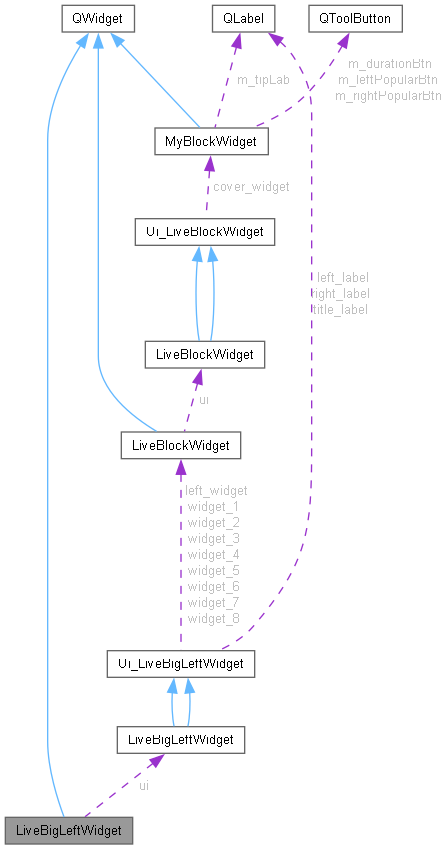 QWidget
QLabel
QToolButton
m_tipLab
m_durationBtn
m_leftPopularBtn
m_rightPopularBtn
MyBlockWidget
cover_widget
Ui_LiveBlockWidget
left_label
right_label
title_label
LiveBlockWidget
ui
LiveBlockWidget
left_widget
widget_1
widget_2
widget_3
widget_4
widget_5
widget_6
widget_7
widget_8
Ui_LiveBigLeftWidget
LiveBigLeftWidget
ui
LiveBigLeftWidget